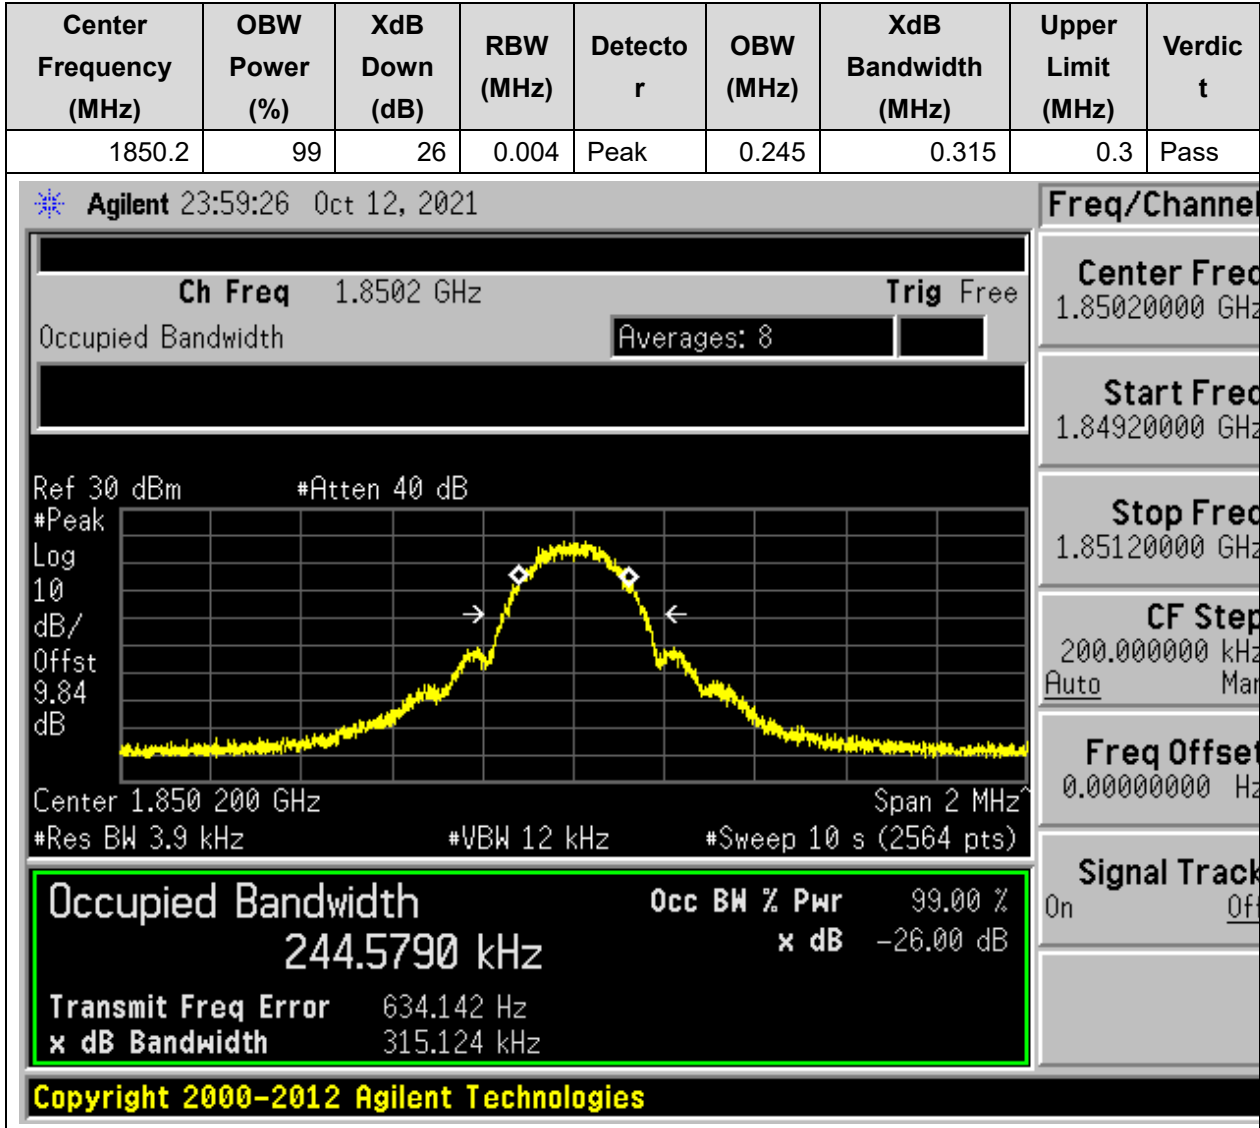 Center Frequency (MHz) OBW Power (%) XdB Down (dB) RBW (MHz) Detecto r OBW (MHz) XdB Bandwidth (MHz) Upper Limit (MHz) Verdic t
1850.2 99 26 0.004 Peak 0.245 0.315 0.3 Pass
Agilent 23:59:26 Oct 12, 2021
Freq/Channel
Ch Freq 1.8502 GHz Trig Free
Occupied Bandwidth Averages: 8
Center Freq
1.85020000 GHz
Start Freq
1.84920000 GHz
Stop Freq
1.85120000 GHz
CF Step
200.000000 kHz
Auto Man
Freq Offset
0.00000000 Hz
Signal Track
On Off
Ref 30 dBm #Atten 40 dB
#Peak
Log
10
dB/
Offst
9.84
dB
Center 1.850 200 GHz Span 2 MHz^
#Res BW 3.9 kHz #VBW 12 kHz #Sweep 10 s (2564 pts)
Occupied Bandwidth
244.5790 kHz
Occ BW % Pwr 99.00 %
x dB -26.00 dB
Transmit Freq Error 634.142 Hz
x dB Bandwidth 315.124 kHz
Copyright 2000-2012 Agilent Technologies